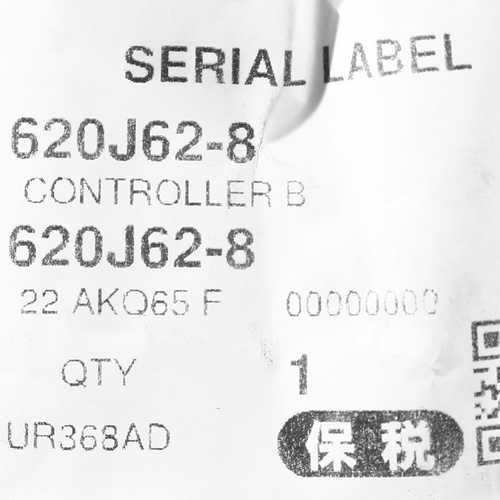 SERIAL LABEL
620J62-8
CONTROLLER B
620J62-8
22 AKQ65 F 00000000
QTY 1
UR368AD 保税